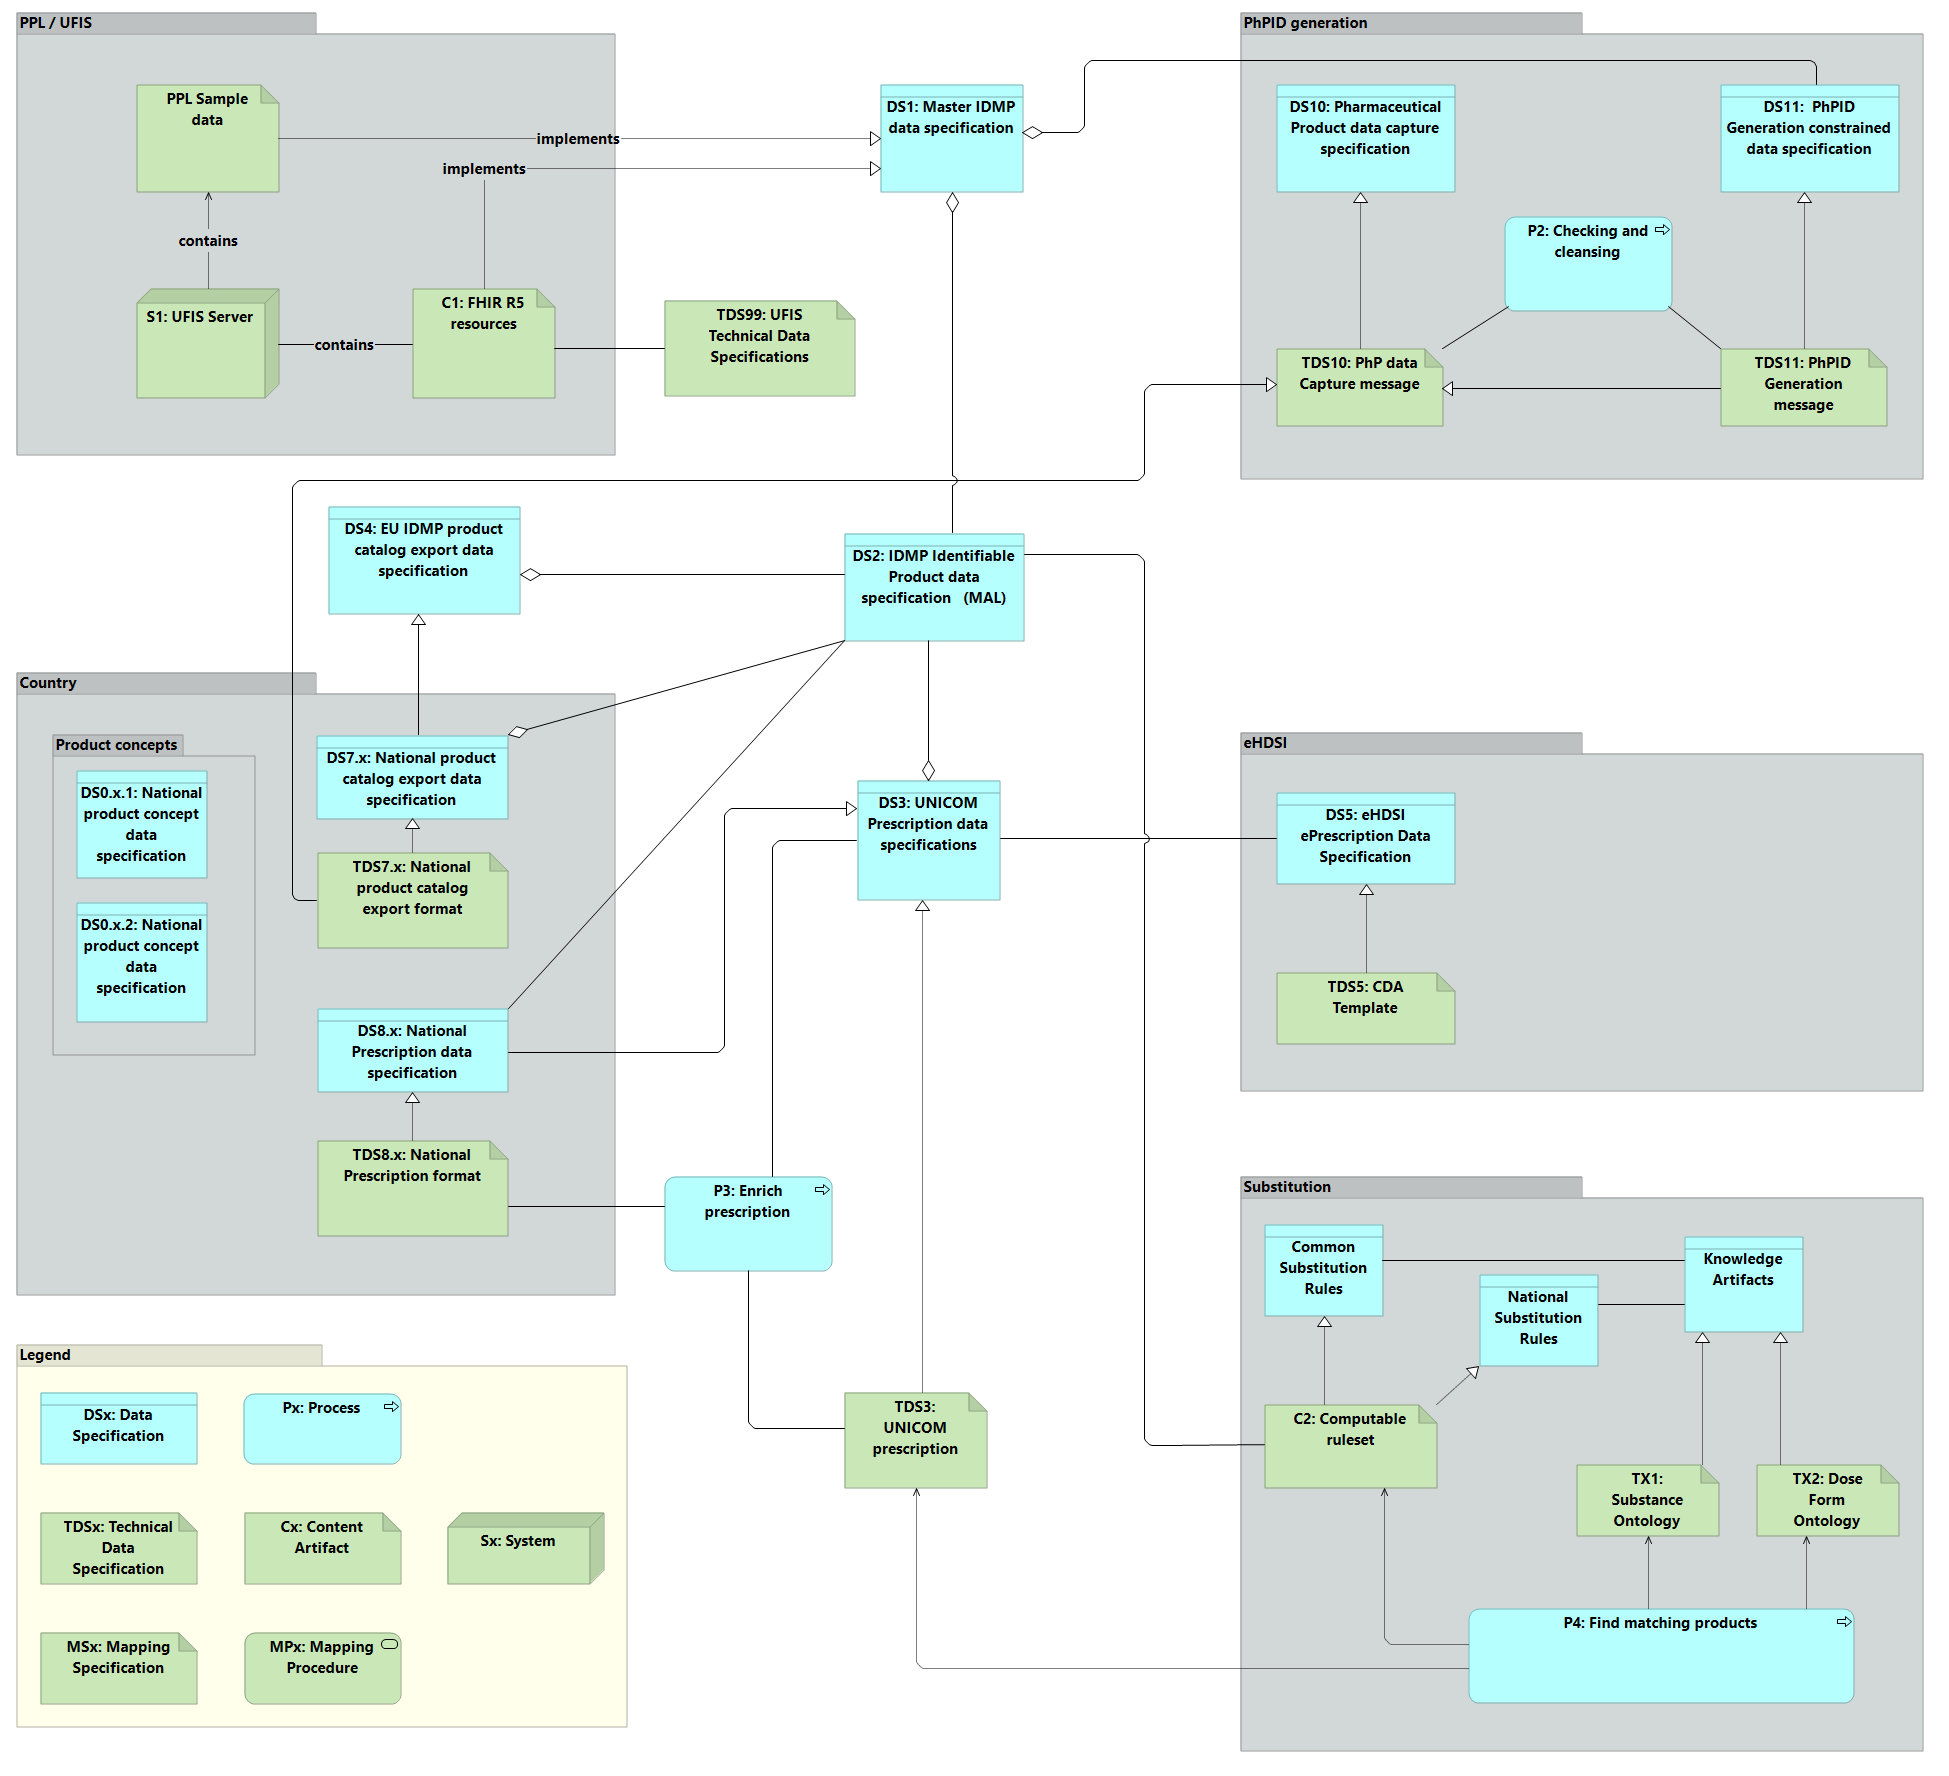 PPL / UFIS
PPL Sample
data
implements
implements
contains
S1: UFIS Server
contains
C1: FHIR R5
resources
TDS99: UFIS
Technical Data
Specifications
DS1: Master IDMP
data specification
PhPID generation
DS10: Pharmaceutical
Product data capture
specification
DS11:  PhPID
Generation constrained
data specification
P2: Checking and
cleansing
TDS10: PhP data
Capture message
TDS11: PhPID
Generation
message
DS4: EU IDMP product
catalog export data
specification
DS2: IDMP Identifiable
Product data
specification   (MAL)
Country
Product concepts
DS0.x.1: National
product concept
data
specification
DS0.x.2: National
product concept
data
specification
DS7.x: National product
catalog export data
specification
TDS7.x: National
product catalog
export format
DS8.x: National
Prescription data
specification
TDS8.x: National
Prescription format
DS3: UNICOM
Prescription data
specifications
eHDSI
DS5: eHDSI
ePrescription Data
Specification
TDS5: CDA
Template
P3: Enrich
prescription
TDS3:
UNICOM
prescription
Substitution
Common
Substitution
Rules
National
Substitution
Rules
Knowledge
Artifacts
C2: Computable
ruleset
TX1:
Substance
Ontology
TX2: Dose
Form
Ontology
P4: Find matching products
Legend
DSx: Data
Specification
Px: Process
TDSx: Technical
Data
Specification
Cx: Content
Artifact
Sx: System
MSx: Mapping
Specification
MPx: Mapping
Procedure